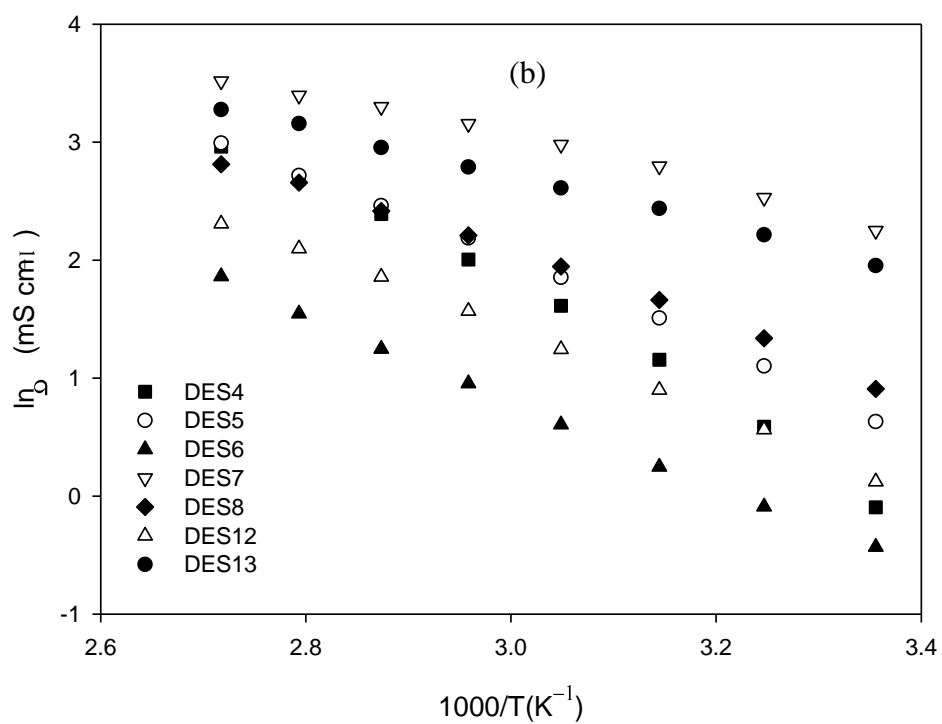 4
(b)
3
2
lnσ (mS cm
1
DES4
DES5
DES6
0
DES7
DES8
DES12
DES13
-1
2.6 2.8 3.0 3.2 3.4
1000/T(K⁻¹)